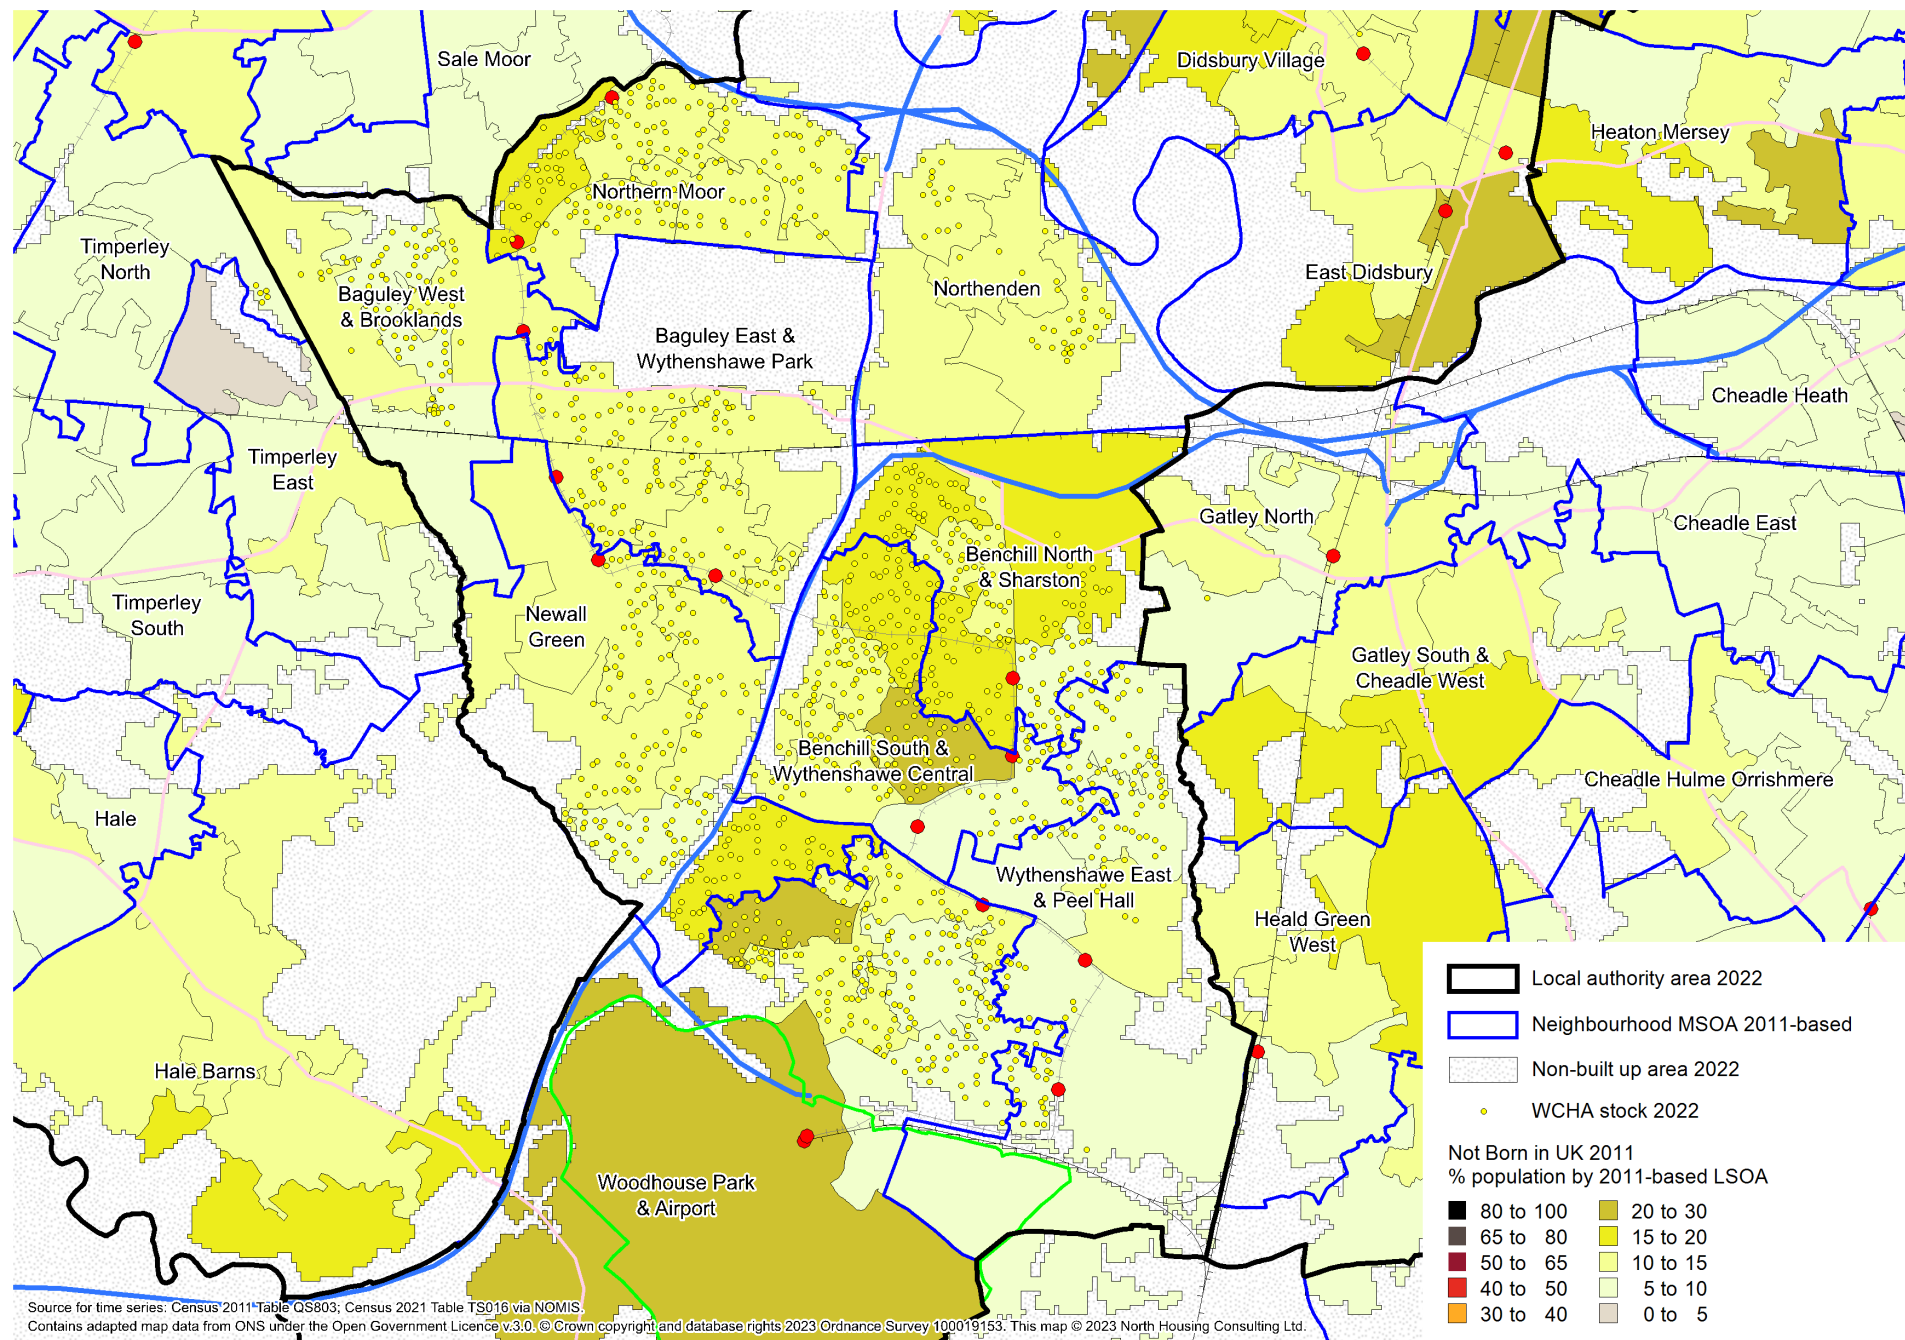 Sale Moor
Didsbury Village
Heaton Mersey
Northern Moor
Timperley
North
East Didsbury
Northenden
Baguley West
& Brooklands
Baguley East &
Wythenshawe Park
Cheadle Heath
Timperley
East
Gatley North
Cheadle East
Benchill North
& Sharston
Timperley
South
Newall
Green
Gatley South &
Cheadle West
Benchill South &
Wythenshawe Central
Cheadle Hulme Orrishmere
Hale
Wythenshawe East
& Peel Hall
Heald Green
West
Hale Barns
Woodhouse Park
& Airport
Local authority area 2022
Neighbourhood MSOA 2011-based
Non-built up area 2022
WCHA stock 2022
Not Born in UK 2011
% population by 2011-based LSOA
80 to 100
65 to 80
50 to 65
40 to 50
30 to 40
20 to 30
15 to 20
10 to 15
5 to 10
0 to 5
Source for time series: Census 2011 Table QS803; Census 2021 Table TS016 via NOMIS.
Contains adapted map data from ONS under the Open Government Licence v.3.0. © Crown copyright and database rights 2023 Ordnance Survey 100019153. This map © 2023 North Housing Consulting Ltd.